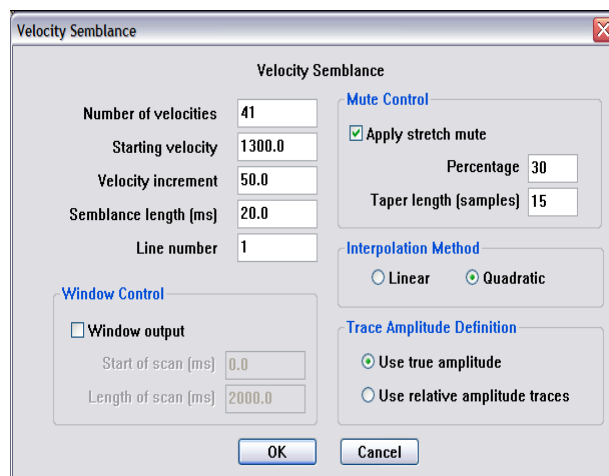 Velocity Semblance
Velocity Semblance
Number of velocities 41
Starting velocity 1300.0
Velocity increment 50.0
Semblance length (ms) 20.0
Line number 1
Window Control
Window output
Start of scan (ms) 0.0
Length of scan (ms) 2000.0
Mute Control
Apply stretch mute
Percentage 30
Taper length (samples) 15
Interpolation Method
Linear Quadratic
Trace Amplitude Definition
Use true amplitude
Use relative amplitude traces
OK Cancel